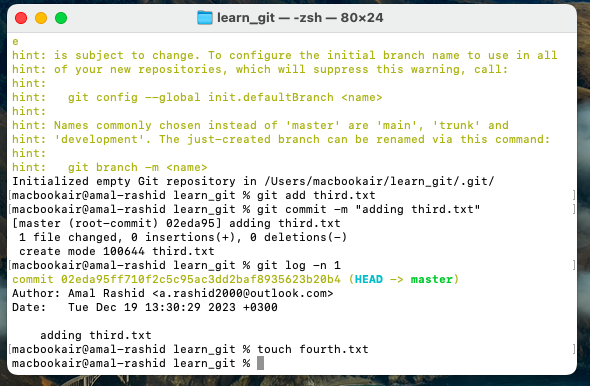 learn_git — -zsh — 80×24
e
hint: is subject to change. To configure the initial branch name to use in all
hint: of your new repositories, which will suppress this warning, call:
hint:
hint:   git config --global init.defaultBranch <name>
hint:
hint: Names commonly chosen instead of 'master' are 'main', 'trunk' and
hint: 'development'. The just-created branch can be renamed via this command:
hint:
hint:   git branch -m <name>
Initialized empty Git repository in /Users/macbookair/learn_git/.git/
[macbookair@amal-rashid learn_git % git add third.txt ]
[macbookair@amal-rashid learn_git % git commit -m "adding third.txt" ]
[master (root-commit) 02eda95] adding third.txt
 1 file changed, 0 insertions(+), 0 deletions(-)
 create mode 100644 third.txt
[macbookair@amal-rashid learn_git % git log -n 1 ]
commit 02eda95ff710f2c5c95ac3dd2baf8935623b20b4 (HEAD -> master)
Author: Amal Rashid <a.rashid2000@outlook.com>
Date:   Tue Dec 19 13:30:29 2023 +0300
    adding third.txt
[macbookair@amal-rashid learn_git % touch fourth.txt ]
macbookair@amal-rashid learn_git %